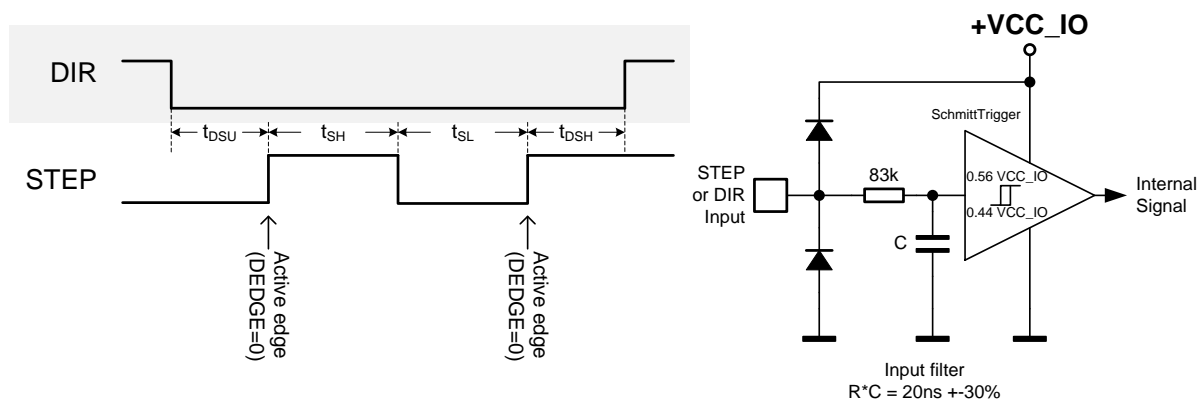 DIR
tDSU
tSH
tSL
tDSH
STEP
Active edge
(DEDGE=0)
Active edge
(DEDGE=0)
+VCC_IO
SchmittTrigger
STEP
or DIR
Input
83k
C
0.56 VCC_IO
0.44 VCC_IO
Internal
Signal
Input filter
R*C = 20ns +-30%